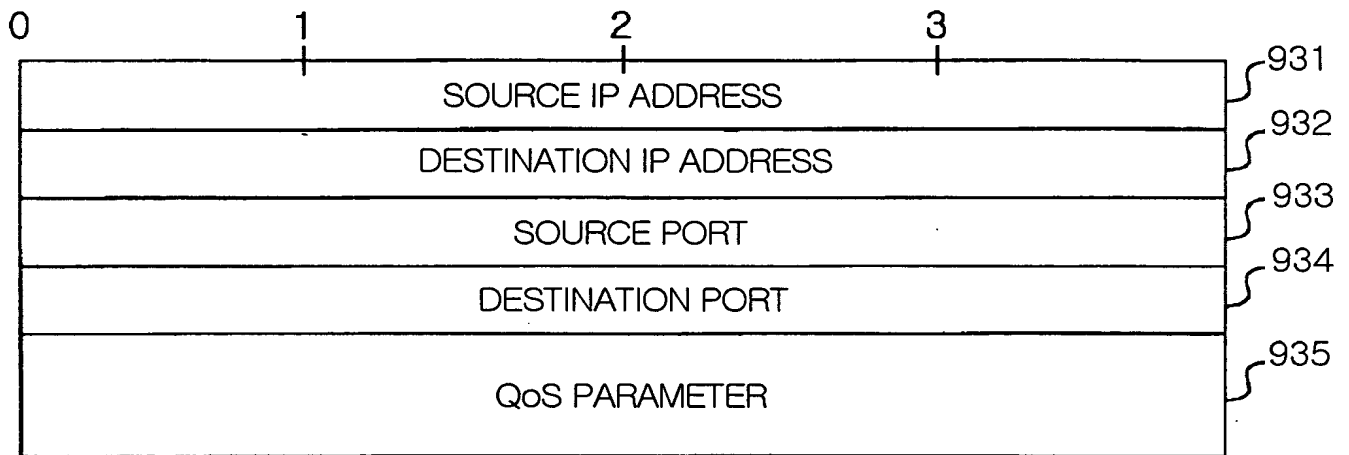 0 1 2 3
SOURCE IP ADDRESS 931
DESTINATION IP ADDRESS 932
SOURCE PORT 933
DESTINATION PORT 934
QoS PARAMETER 935